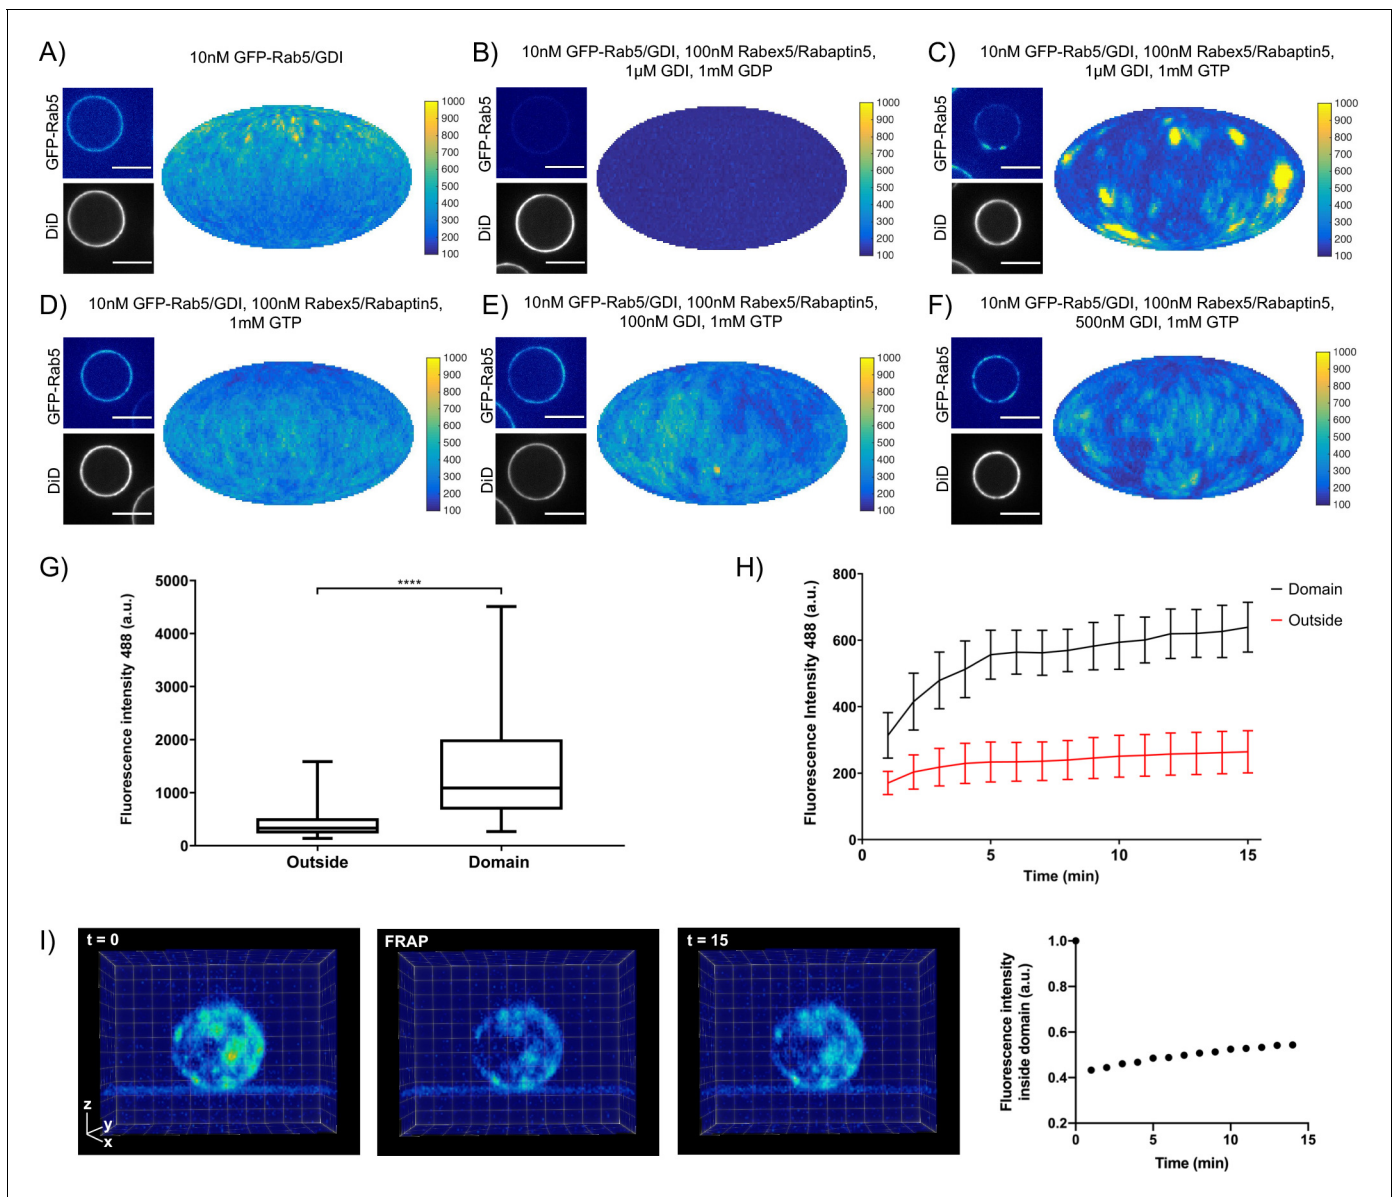 A)
10nM GFP-Rab5/GDI
GFP-Rab5
DiD
1000
900
800
700
600
500
400
300
200
100
B)
10nM GFP-Rab5/GDI, 100nM Rabex5/Rabaptin5,
1µM GDI, 1mM GDP
GFP-Rab5
DiD
1000
900
800
700
600
500
400
300
200
100
C)
10nM GFP-Rab5/GDI, 100nM Rabex5/Rabaptin5,
1µM GDI, 1mM GTP
GFP-Rab5
DiD
1000
900
800
700
600
500
400
300
200
100
D)
10nM GFP-Rab5/GDI, 100nM Rabex5/Rabaptin5,
1mM GTP
GFP-Rab5
DiD
1000
900
800
700
600
500
400
300
200
100
E)
10nM GFP-Rab5/GDI, 100nM Rabex5/Rabaptin5,
100nM GDI, 1mM GTP
GFP-Rab5
DiD
1000
900
800
700
600
500
400
300
200
100
F)
10nM GFP-Rab5/GDI, 100nM Rabex5/Rabaptin5,
500nM GDI, 1mM GTP
GFP-Rab5
DiD
1000
900
800
700
600
500
400
300
200
100
G)
Fluorescence intensity 488 (a.u.)
5000
4000
3000
2000
1000
0
****
Outside
Domain
H)
Fluorescence Intensity 488 (a.u.)
800
600
400
200
0
0
5
10
15
Time (min)
Domain
Outside
I)
t = 0
z
y
x
FRAP
t = 15
Fluorescence intensity
inside domain (a.u.)
1.0
0.8
0.6
0.4
0.2
0
5
10
15
Time (min)